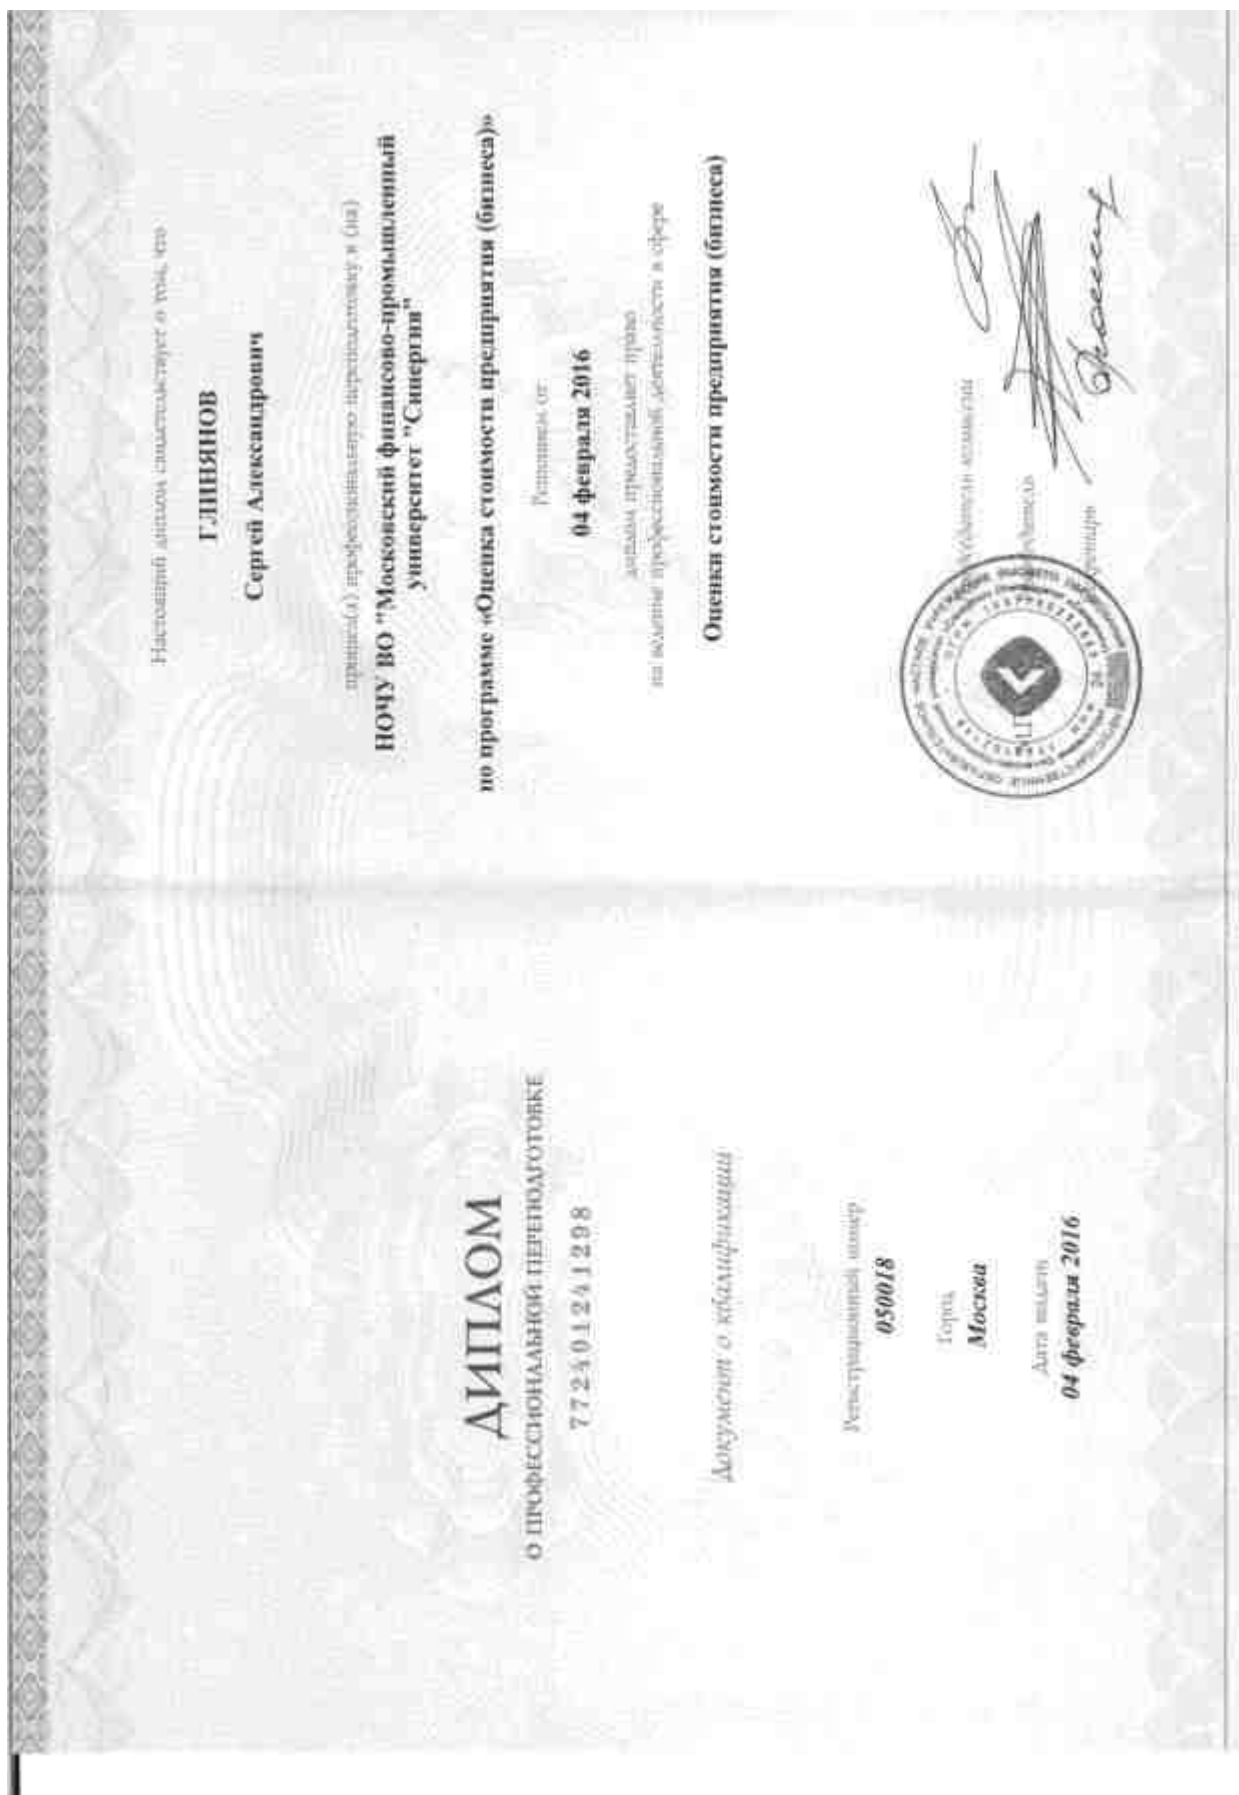 ДИПЛОМ
О ПРОФЕССИОНАЛЬНОЙ ПЕРЕПОДГОТОВКЕ
772401241298
Документ о квалификации
Регистрационный номер
050018
Город
Москва
Дата выдачи
04 февраля 2016
Настоящий диплом свидетельствует о том, что
ГЛИНЯНОВ
Сергей Александрович
прошел(а) профессиональную переподготовку в (на)
НОЧУ ВО "Московский финансово-промышленный
университет "Синергия"
по программе «Оценка стоимости предприятия (бизнеса)»
Решением от
04 февраля 2016
диплом предоставляет право
на ведение профессиональной деятельности в сфере
Оценки стоимости предприятия (бизнеса)
комиссии